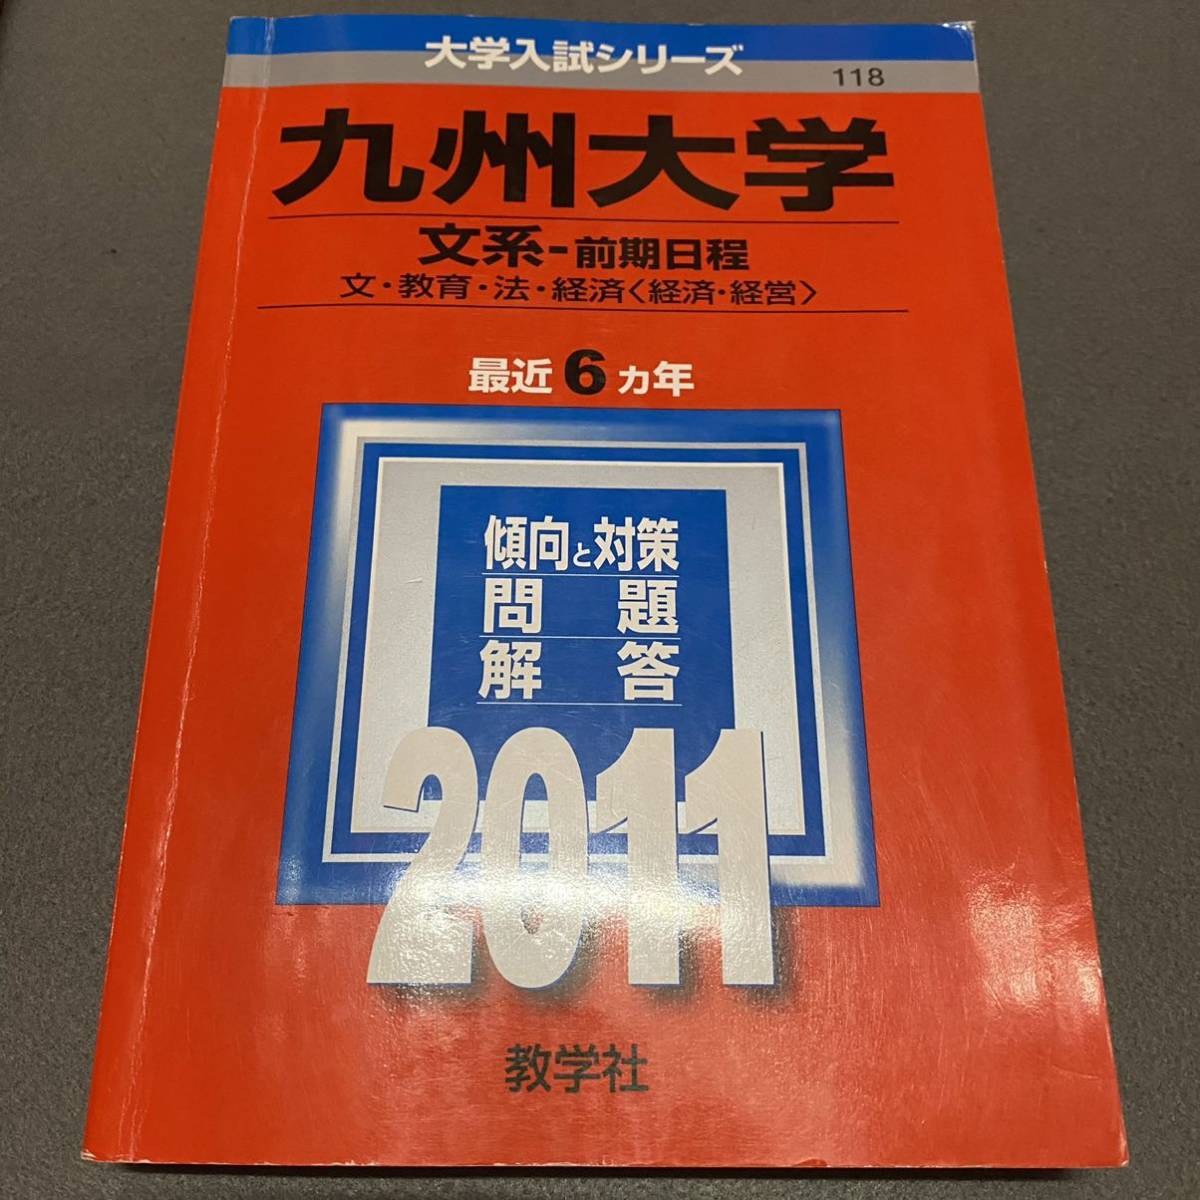 大学入試シリーズ
118
九州大学
文系-前期日程
文・教育・法・経済〈経済・経営〉
最近6ヵ年
傾向と対策
問題
解答
2011
教学社